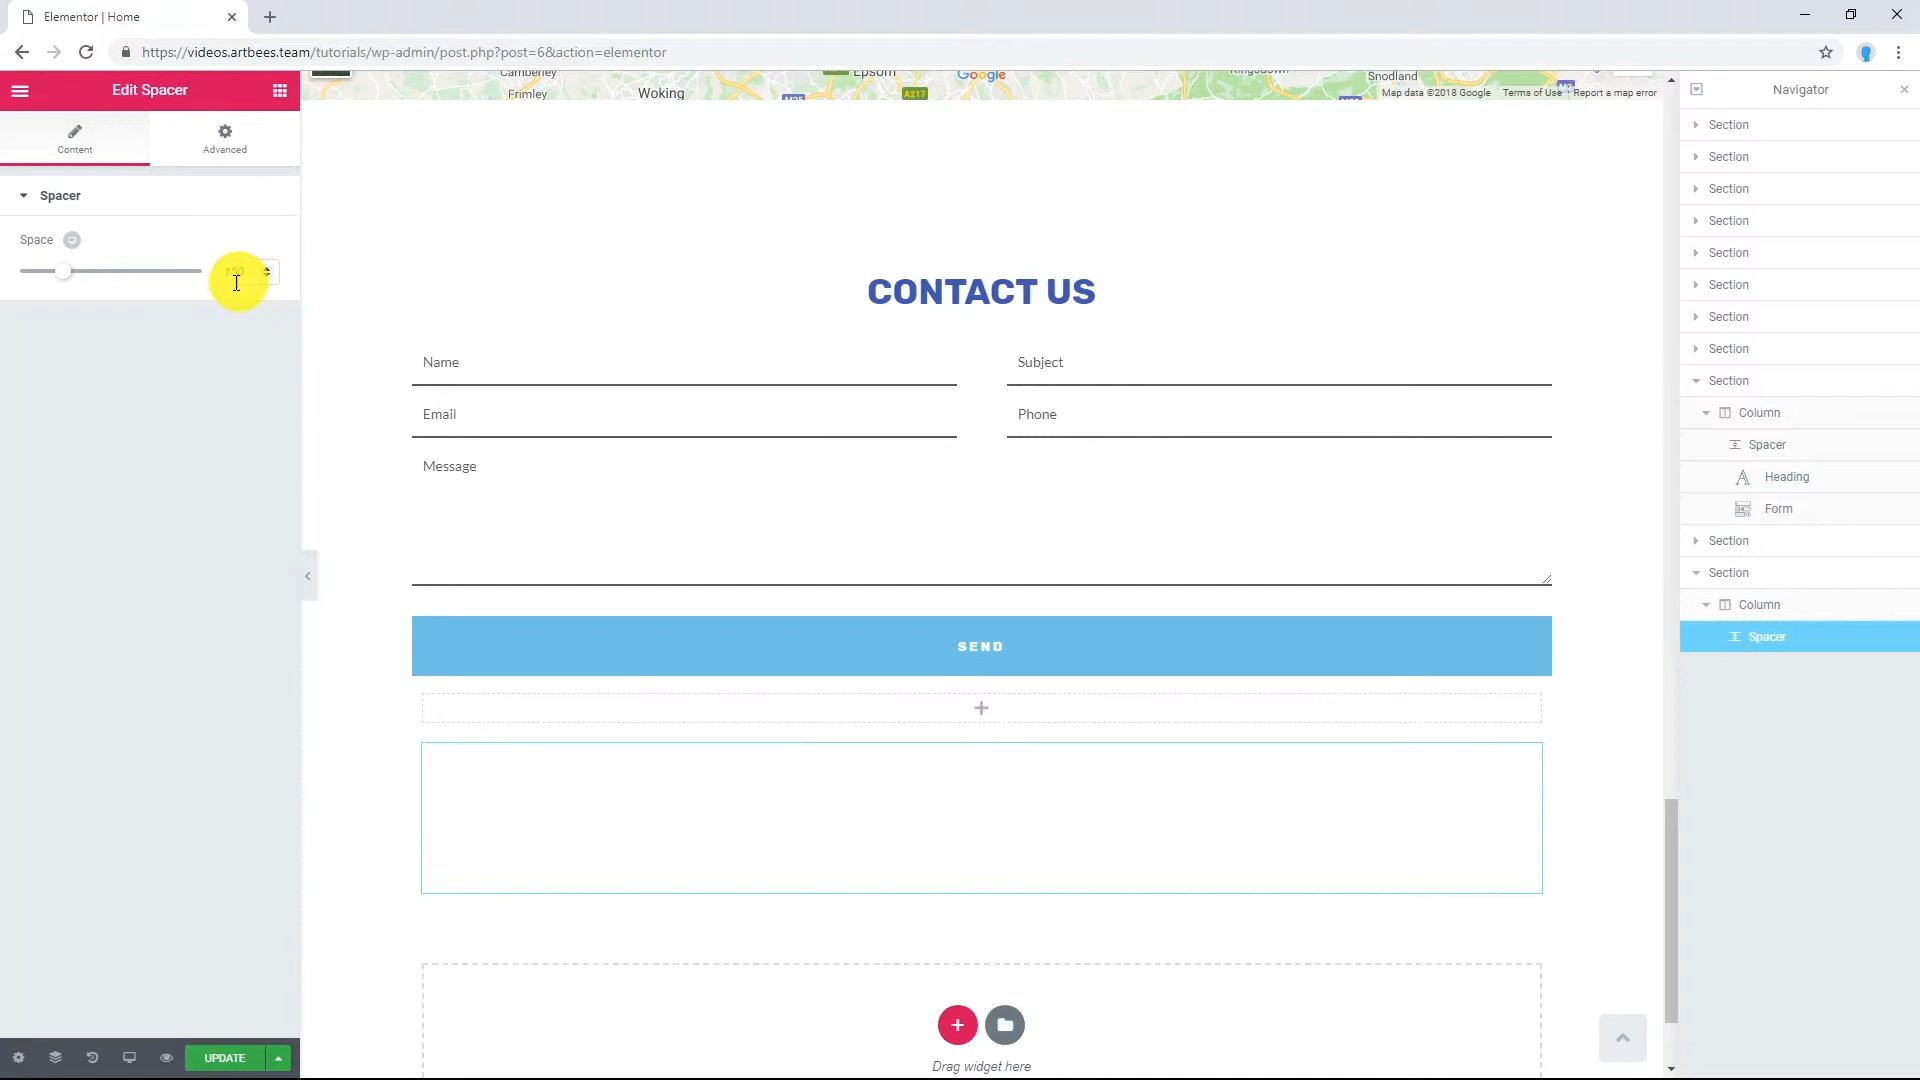 Elementor | Home
https://videos.artbees.team/tutorials/wp-admin/post.php?post=6&action=elementor
Edit Spacer
Content
Advanced
Spacer
Space
150
UPDATE
Camberley
Frimley
Woking
Epsom
A217
Google
Snodland
Map data ©2018 Google
Terms of Use
Report a map error
CONTACT US
Name
Subject
Email
Phone
Message
SEND
Drag widget here
Navigator
Section
Section
Section
Section
Section
Section
Section
Section
Section
Column
Spacer
Heading
Form
Section
Section
Column
Spacer